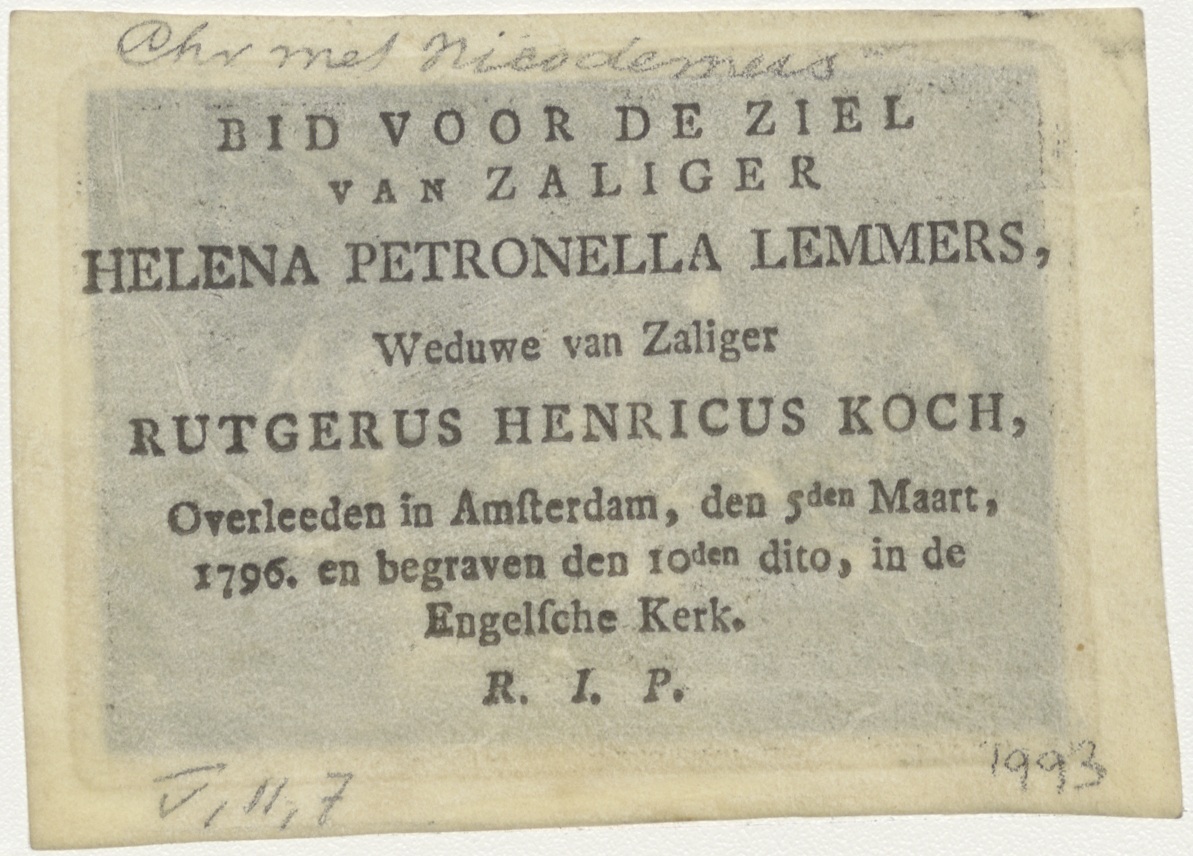 Chr met Nicodemus
BID VOOR DE ZIEL
VAN ZALIGER
HELENA PETRONELLA LEMMERS,
Weduwe van Zaliger
RUTGERUS HENRICUS KOCH,
Overleeden in Amſterdam, den 5den Maart,
1796. en begraven den 10den dito, in de
Engelſche Kerk.
R. I. P.
V, 11, 7
1993